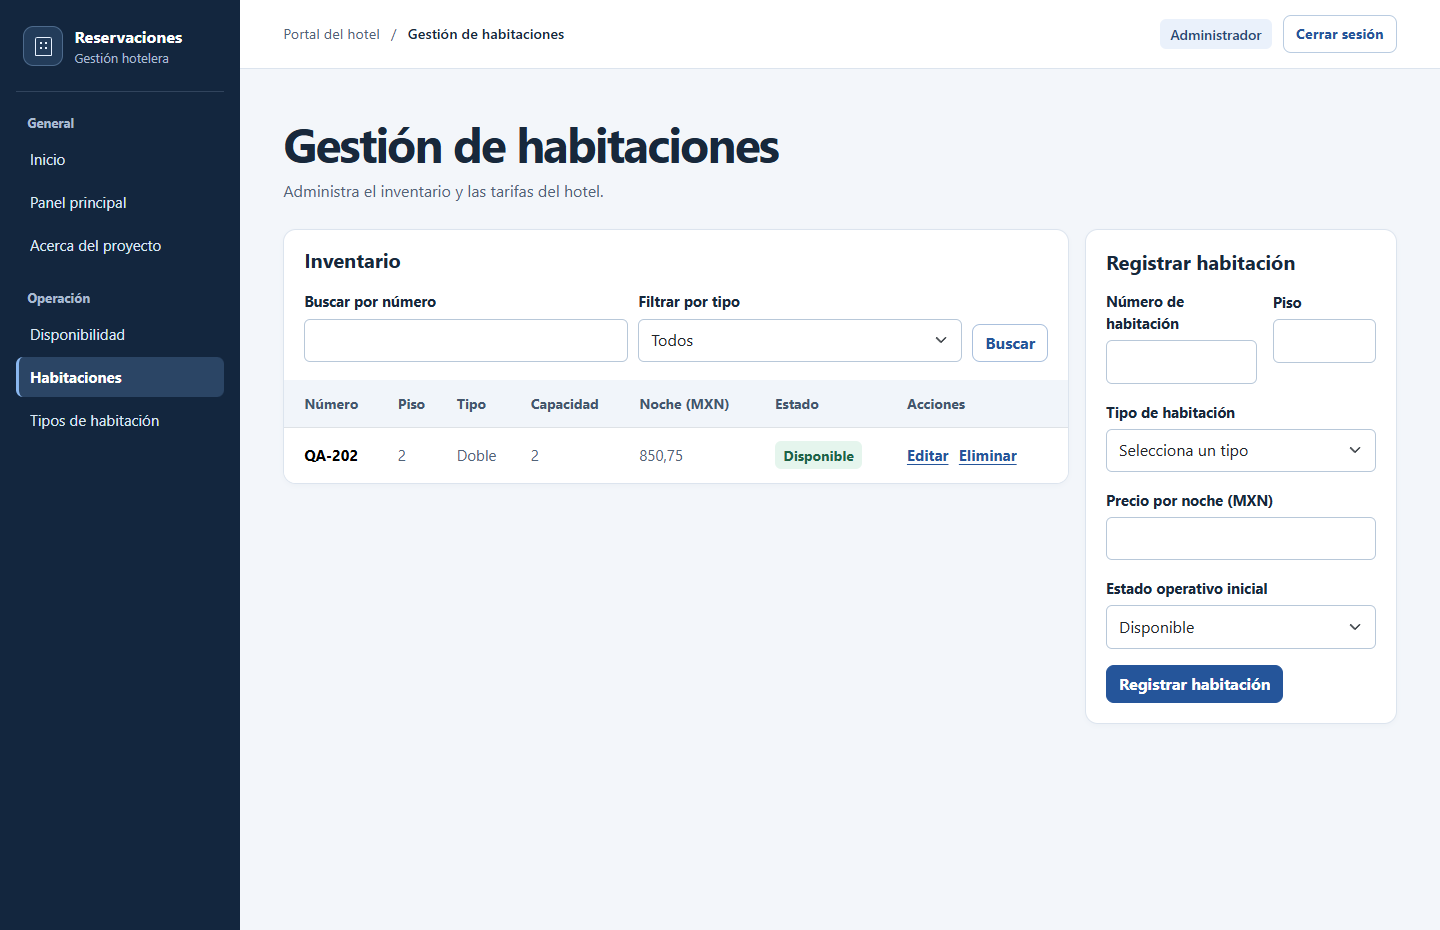 Reservaciones
Gestión hotelera
General
Inicio
Panel principal
Acerca del proyecto
Operación
Disponibilidad
Habitaciones
Tipos de habitación
Portal del hotel / Gestión de habitaciones
Administrador
Cerrar sesión
Gestión de habitaciones
Administra el inventario y las tarifas del hotel.
Inventario
Buscar por número
Filtrar por tipo
Todos
Buscar
Número Piso Tipo Capacidad Noche (MXN) Estado Acciones
QA-202 2 Doble 2 850,75 Disponible Editar Eliminar
Registrar habitación
Número de
habitación
Piso
Tipo de habitación
Selecciona un tipo
Precio por noche (MXN)
Estado operativo inicial
Disponible
Registrar habitación